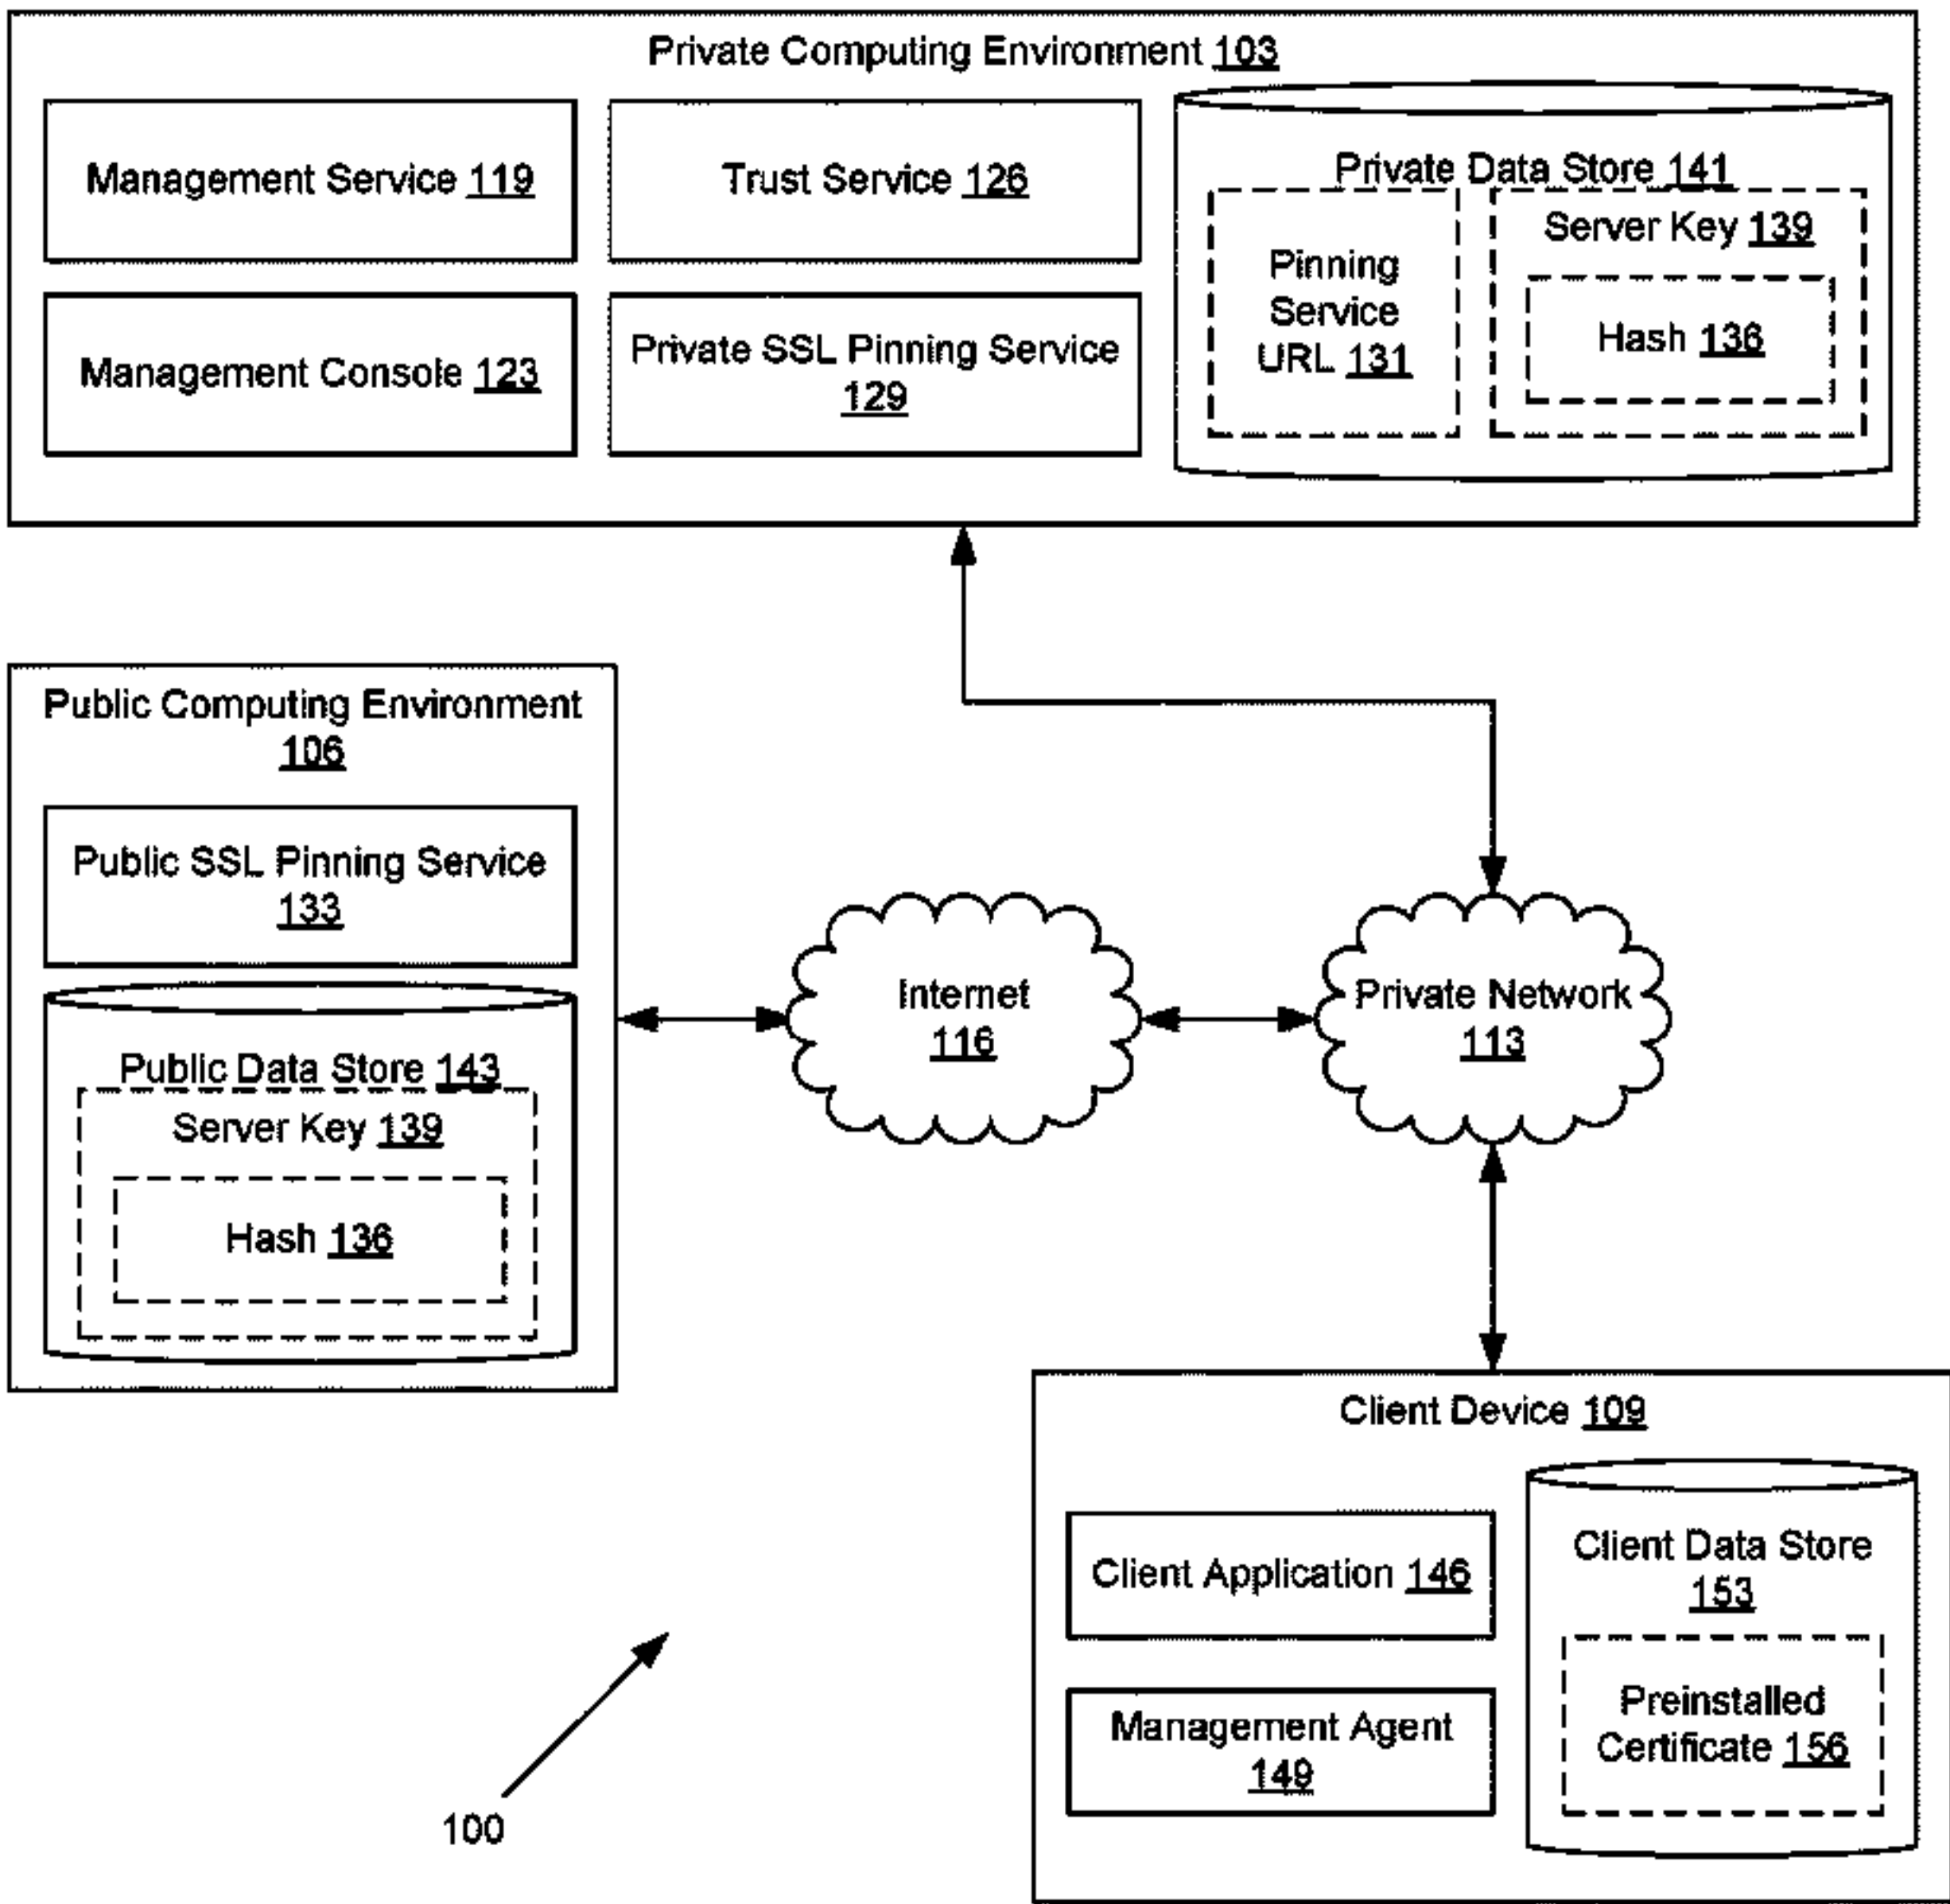 Private Computing Environment 103
Management Service 119
Trust Service 126
Management Console 123
Private SSL Pinning Service
129
Private Data Store 141
Pinning
Service
URL 131
Server Key 139
Hash 136
Public Computing Environment
106
Public SSL Pinning Service
133
Public Data Store 143
Server Key 139
Hash 136
Internet
116
Private Network
113
Client Device 109
Client Application 146
Management Agent
149
Client Data Store
153
Preinstalled
Certificate 156
100